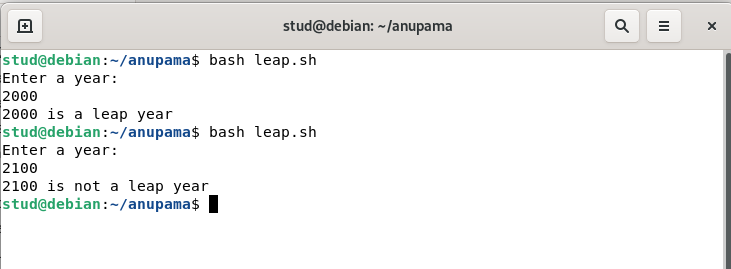 stud@debian: ~/anupama
stud@debian:~/anupama$ bash leap.sh
Enter a year:
2000
2000 is a leap year
stud@debian:~/anupama$ bash leap.sh
Enter a year:
2100
2100 is not a leap year
stud@debian:~/anupama$